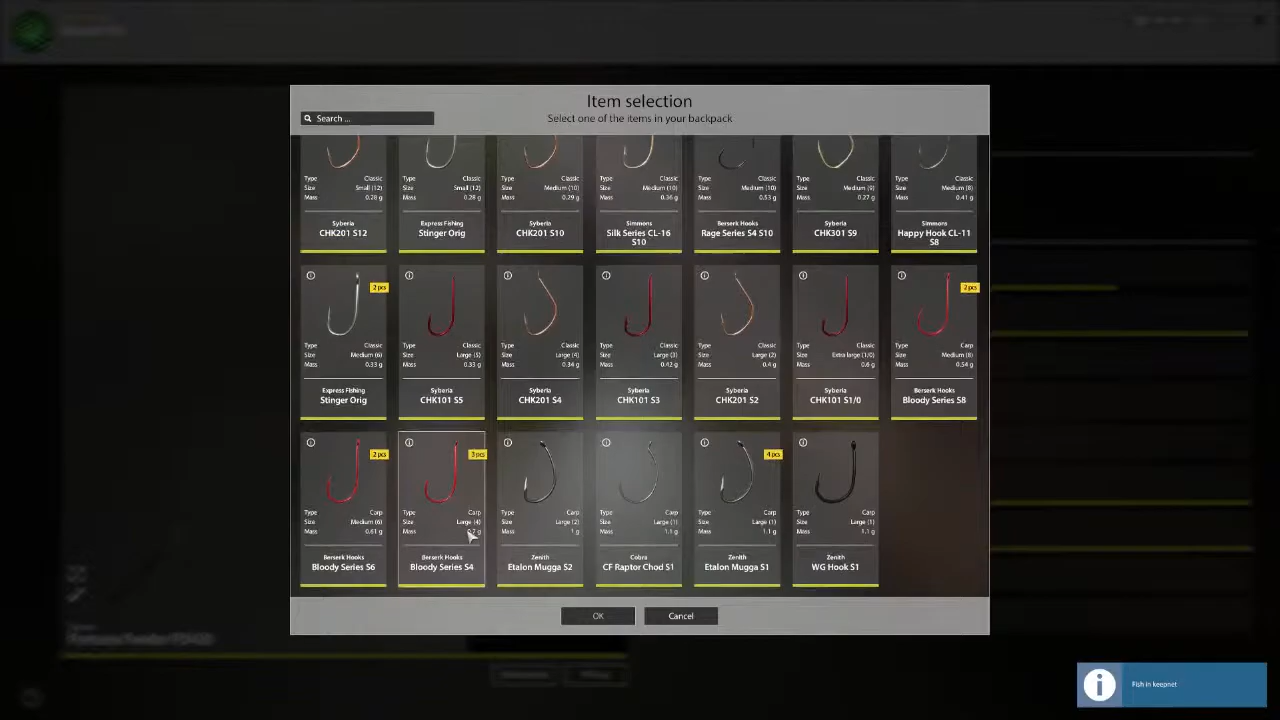 Item selection
Search ...
Select one of the items in your backpack
Type Classic
Size Small (12)
Mass 0.28 g
Syberia
CHK201 S12
Type Classic
Size Small (12)
Mass 0.28 g
Express Fishing
Stinger Orig
Type Classic
Size Medium (10)
Mass 0.29 g
Syberia
CHK201 S10
Type Classic
Size Medium (10)
Mass 0.36 g
Simmons
Silk Series CL-16
S10
Type Classic
Size Medium (10)
Mass 0.53 g
Berserk Hooks
Rage Series S4 S10
Type Classic
Size Medium (9)
Mass 0.27 g
Syberia
CHK301 S9
Type Classic
Size Medium (8)
Mass 0.41 g
Simmons
Happy Hook CL-11
S8
2 pcs
Type Classic
Size Medium (6)
Mass 0.33 g
Express Fishing
Stinger Orig
Type Classic
Size Large (5)
Mass 0.33 g
Syberia
CHK101 S5
Type Classic
Size Large (4)
Mass 0.34 g
Syberia
CHK201 S4
Type Classic
Size Large (3)
Mass 0.42 g
Syberia
CHK101 S3
Type Classic
Size Large (2)
Mass 0.4 g
Syberia
CHK201 S2
Type Classic
Size Extra large (1/0)
Mass 0.6 g
Syberia
CHK101 S1/0
2 pcs
Type Carp
Size Medium (8)
Mass 0.54 g
Berserk Hooks
Bloody Series S8
2 pcs
Type Carp
Size Medium (6)
Mass 0.61 g
Berserk Hooks
Bloody Series S6
3 pcs
Type Carp
Size Large (4)
Mass
Berserk Hooks
Bloody Series S4
Type Carp
Size Large (2)
Mass 1 g
Zenith
Etalon Mugga S2
Type Carp
Size Large (1)
Mass 1.1 g
Cobra
CF Raptor Chod S1
4 pcs
Type Carp
Size Large (1)
Mass 1.1 g
Zenith
Etalon Mugga S1
Type Carp
Size Large (1)
Mass 1.1 g
Zenith
WG Hook S1
OK
Cancel
Fish in keepnet